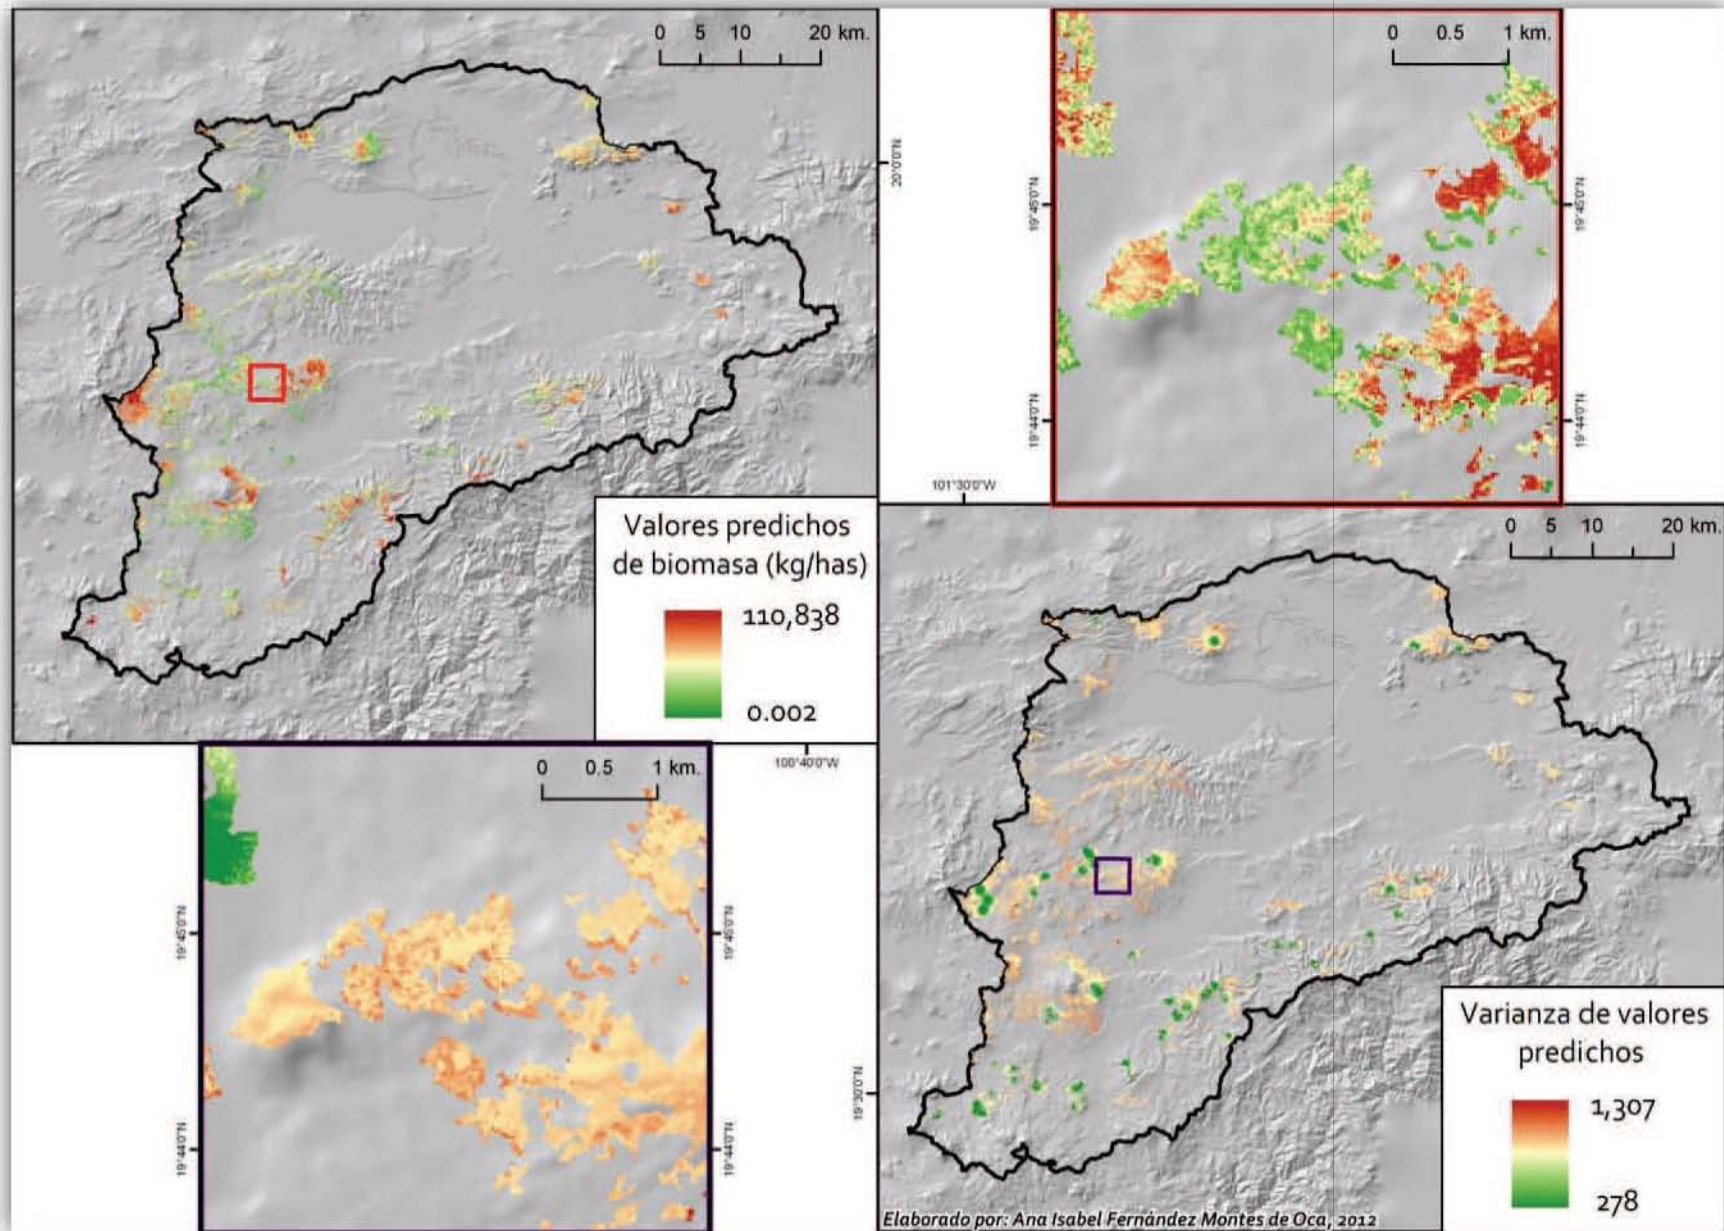 0 5 10 20 km.
0 0.5 1 km.
20°0'0"N
19°45'0"N
19°45'0"N
19°44'0"N
19°44'0"N
101°30'0"W
Valores predichos
de biomasa (kg/has)
110,838
0.002
0 5 10 20 km.
100°40'0"W
0 0.5 1 km.
19°45'0"N
19°45'0"N
19°44'0"N
19°44'0"N
19°30'0"N
Varianza de valores
predichos
1,307
278
Elaborado por: Ana Isabel Fernández Montes de Oca, 2012